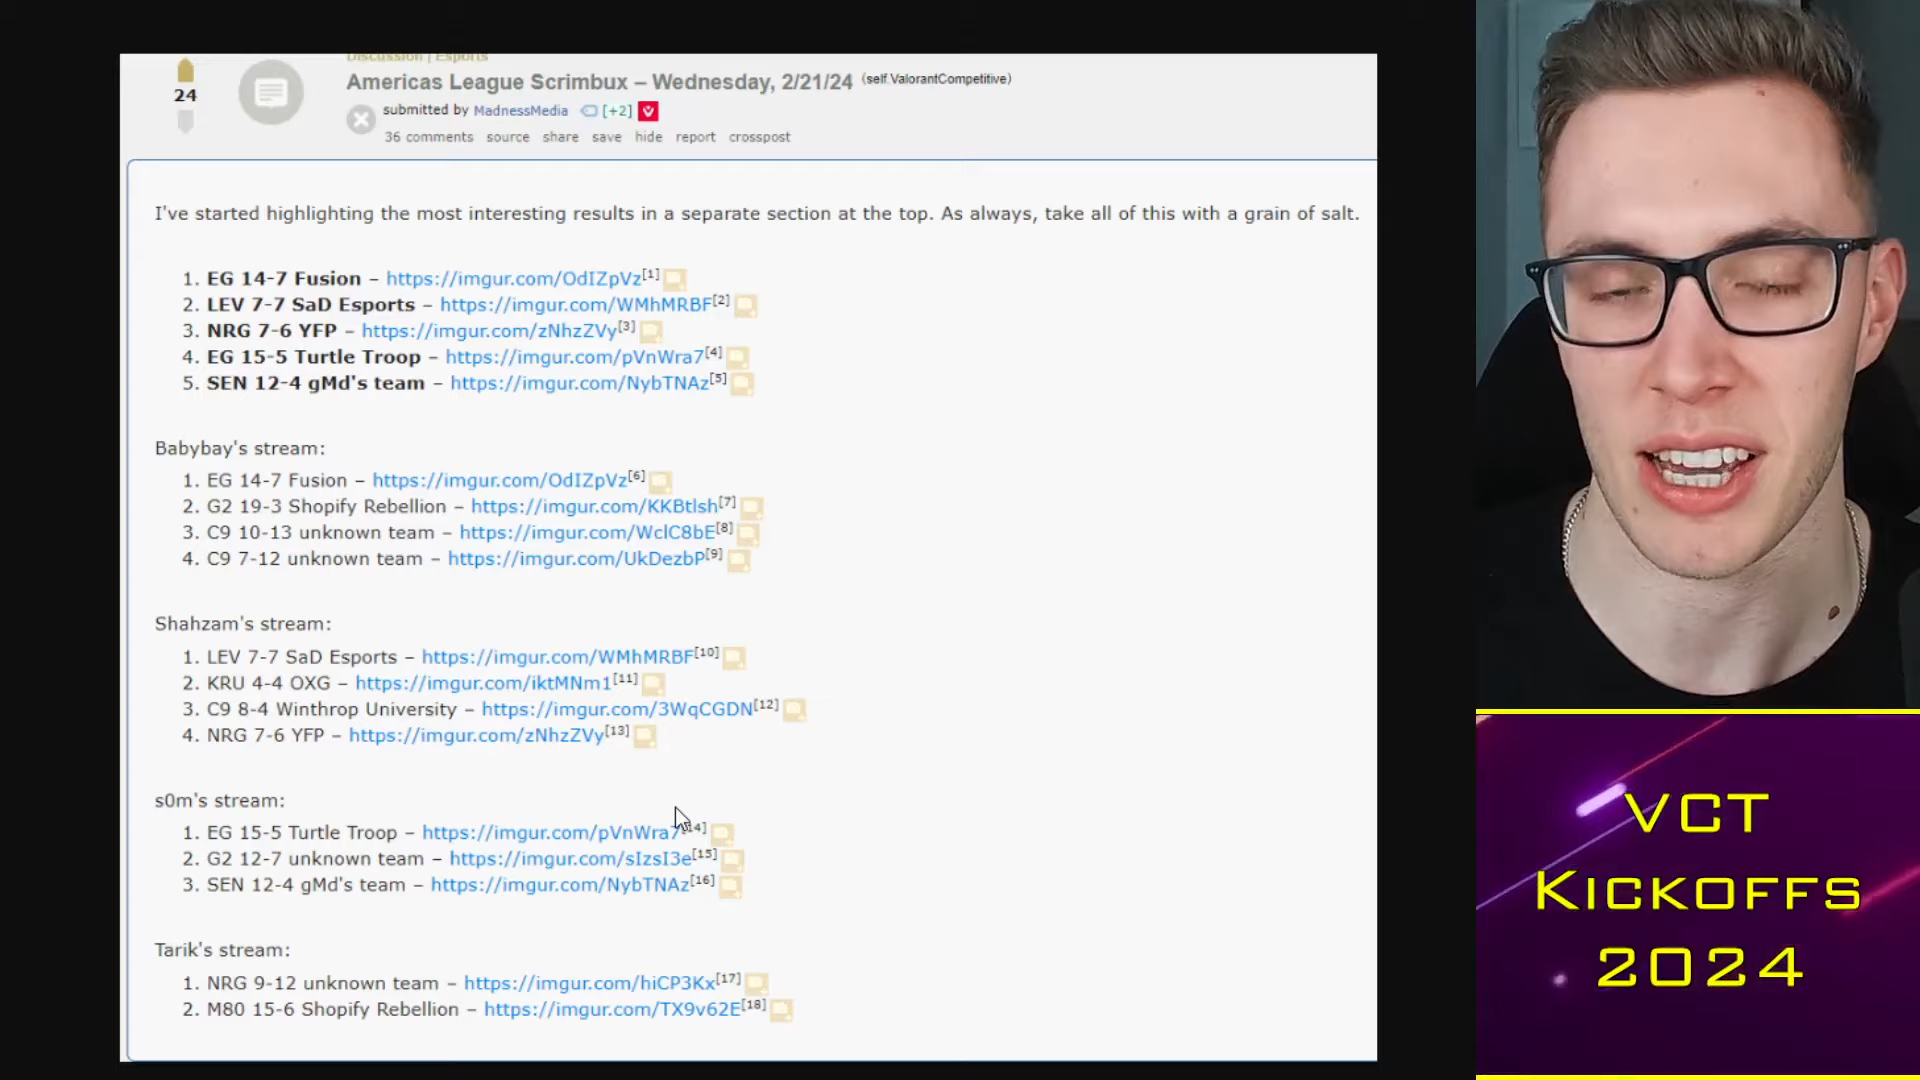 Discussion | Esports
24
Americas League Scrimbux – Wednesday, 2/21/24 (self.ValorantCompetitive)
submitted by MadnessMedia [+2]
36 comments source share save hide report crosspost
I've started highlighting the most interesting results in a separate section at the top. As always, take all of this with a grain of salt.
1. EG 14-7 Fusion – https://imgur.com/OdIZpVz[1]
2. LEV 7-7 SaD Esports – https://imgur.com/WMhMRBF[2]
3. NRG 7-6 YFP – https://imgur.com/zNhzZVy[3]
4. EG 15-5 Turtle Troop – https://imgur.com/pVnWra7[4]
5. SEN 12-4 gMd's team – https://imgur.com/NybTNAz[5]
Babybay's stream:
1. EG 14-7 Fusion – https://imgur.com/OdIZpVz[6]
2. G2 19-3 Shopify Rebellion – https://imgur.com/KKBtlsh[7]
3. C9 10-13 unknown team – https://imgur.com/WclC8bE[8]
4. C9 7-12 unknown team – https://imgur.com/UkDezbP[9]
Shahzam's stream:
1. LEV 7-7 SaD Esports – https://imgur.com/WMhMRBF[10]
2. KRU 4-4 OXG – https://imgur.com/iktMNm1[11]
3. C9 8-4 Winthrop University – https://imgur.com/3WqCGDN[12]
4. NRG 7-6 YFP – https://imgur.com/zNhzZVy[13]
s0m's stream:
1. EG 15-5 Turtle Troop – https://imgur.com/pVnWra7[14]
2. G2 12-7 unknown team – https://imgur.com/sIzsI3e[15]
3. SEN 12-4 gMd's team – https://imgur.com/NybTNAz[16]
Tarik's stream:
1. NRG 9-12 unknown team – https://imgur.com/hiCP3Kx[17]
2. M80 15-6 Shopify Rebellion – https://imgur.com/TX9v62E[18]
VCT
KICKOFFS
2024